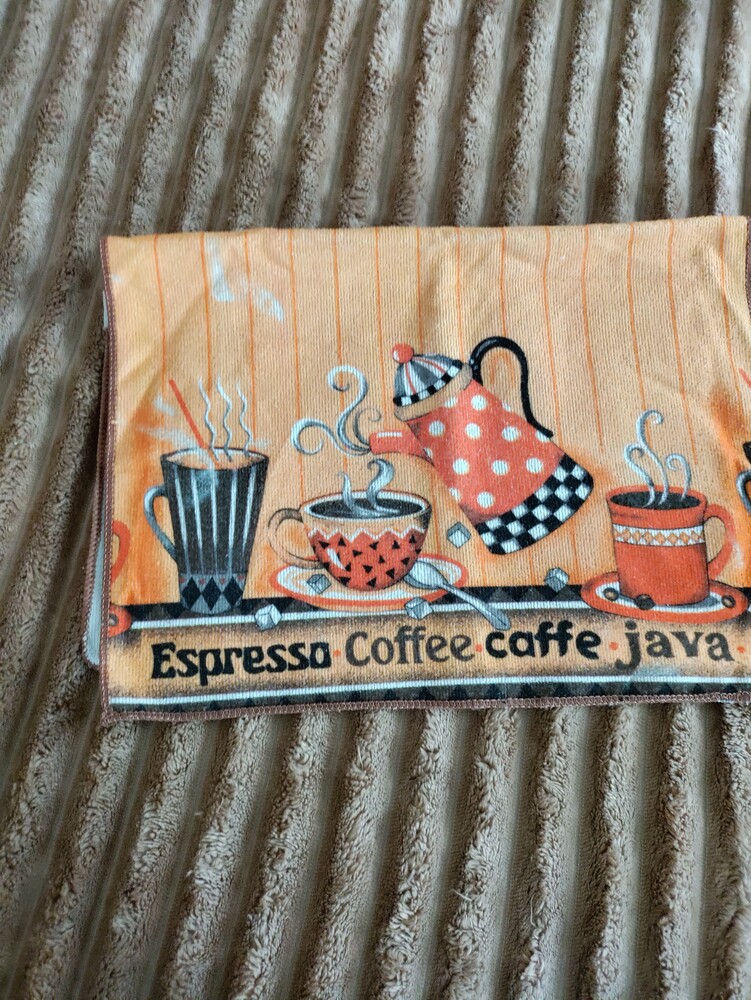 Espresso • Coffee • caffe • java •